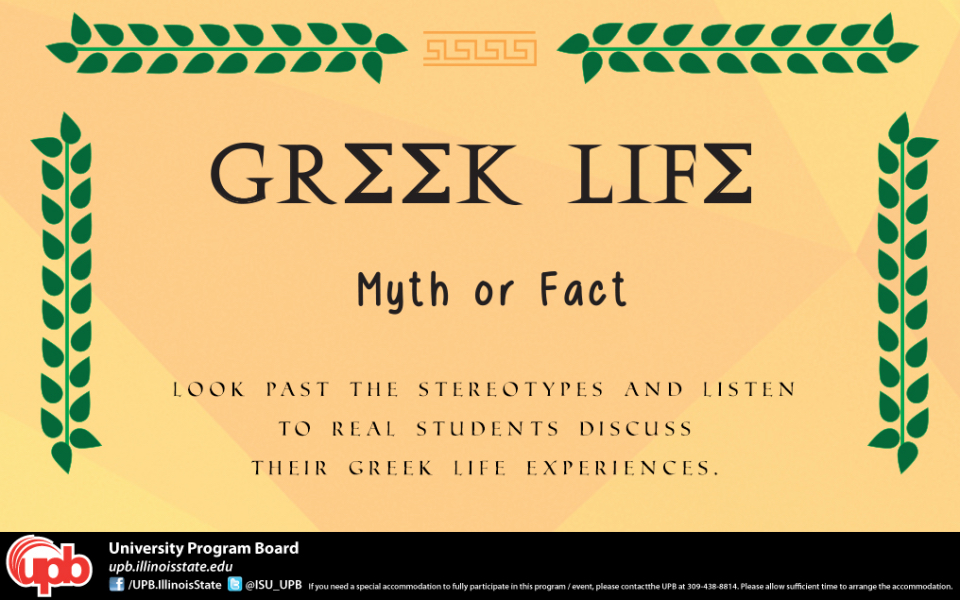 GRΣΣK LIFΣ
Myth or Fact
LOOK PAST THE STEREOTYPES AND LISTEN
TO REAL STUDENTS DISCUSS
THEIR GREEK LIFE EXPERIENCES.
upb
University Program Board
upb.illinoisstate.edu
/UPB.IllinoisState @ISU_UPB If you need a special accommodation to fully participate in this program / event, please contactthe UPB at 309-438-8814. Please allow sufficient time to arrange the accommodation.